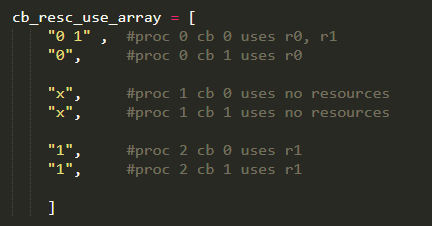 cb_resc_use_array = [
"0 1" , #proc 0 cb 0 uses r0, r1
"0", #proc 0 cb 1 uses r0
"x", #proc 1 cb 0 uses no resources
"x", #proc 1 cb 1 uses no resources
"1", #proc 2 cb 0 uses r1
"1", #proc 2 cb 1 uses r1
]